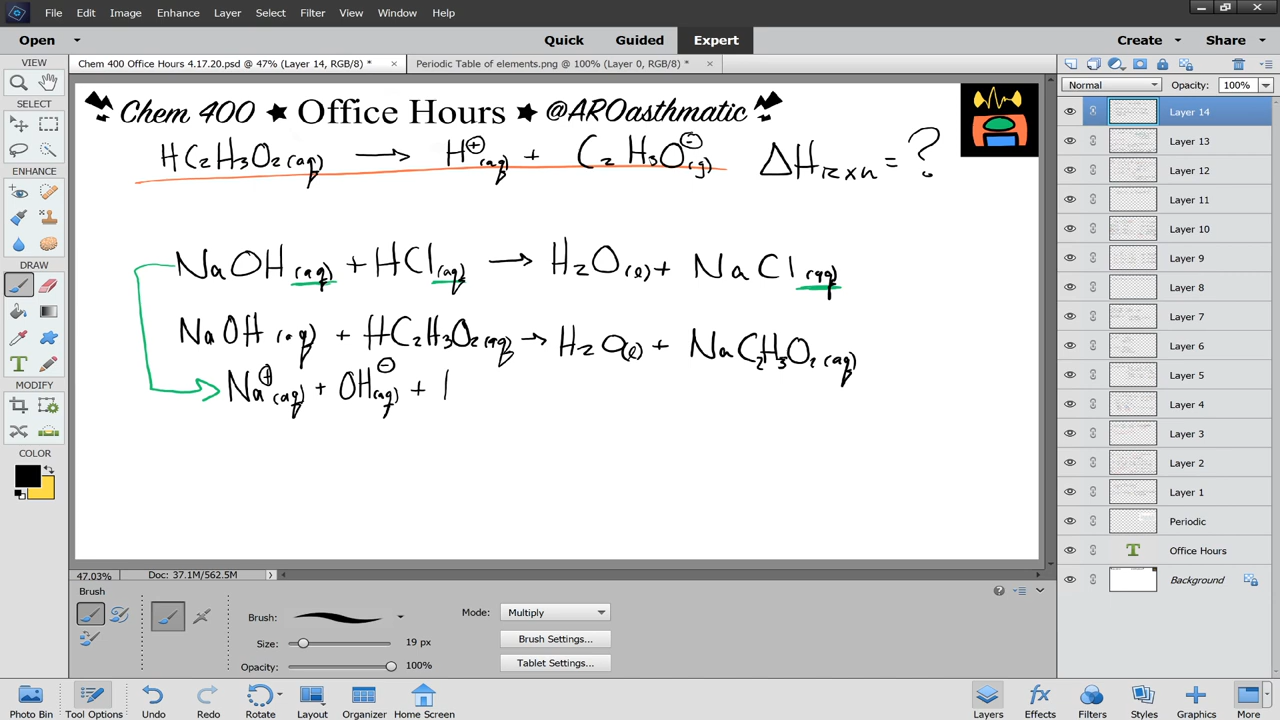 File Edit Image Enhance Layer Select Filter View Window Help
Open Quick Guided Expert Create Share
VIEW
Chem 400 Office Hours 4.17.20.psd @ 47% (Layer 14, RGB/8) * × Periodic Table of elements.png @ 100% (Layer 0, RGB/8) * ×
Normal Opacity: 100%
SELECT
ENHANCE
DRAW
MODIFY
COLOR
Chem 400 ★ Office Hours ★ @AROasthmatic
HC₂H₃O₂(aq) → H⊕(aq) + C₂H₃O⊖(g) ΔHrxn = ?
NaOH(aq) + HCl(aq) → H₂O(l) + NaCl(aq)
NaOH(aq) + HC₂H₃O₂(aq) → H₂O(l) + NaC₂H₃O₂(aq)
Na⊕(aq) + OH⊖(aq) + |
Layer 14
Layer 13
Layer 12
Layer 11
Layer 10
Layer 9
Layer 8
Layer 7
Layer 6
Layer 5
Layer 4
Layer 3
Layer 2
Layer 1
Periodic
T Office Hours
Background
47.03% Doc: 37.1M/562.5M
Brush
Brush:
Size: 19 px
Opacity: 100%
Mode: Multiply
Brush Settings...
Tablet Settings...
Photo Bin Tool Options Undo Redo Rotate Layout Organizer Home Screen Layers Effects Filters Styles Graphics More